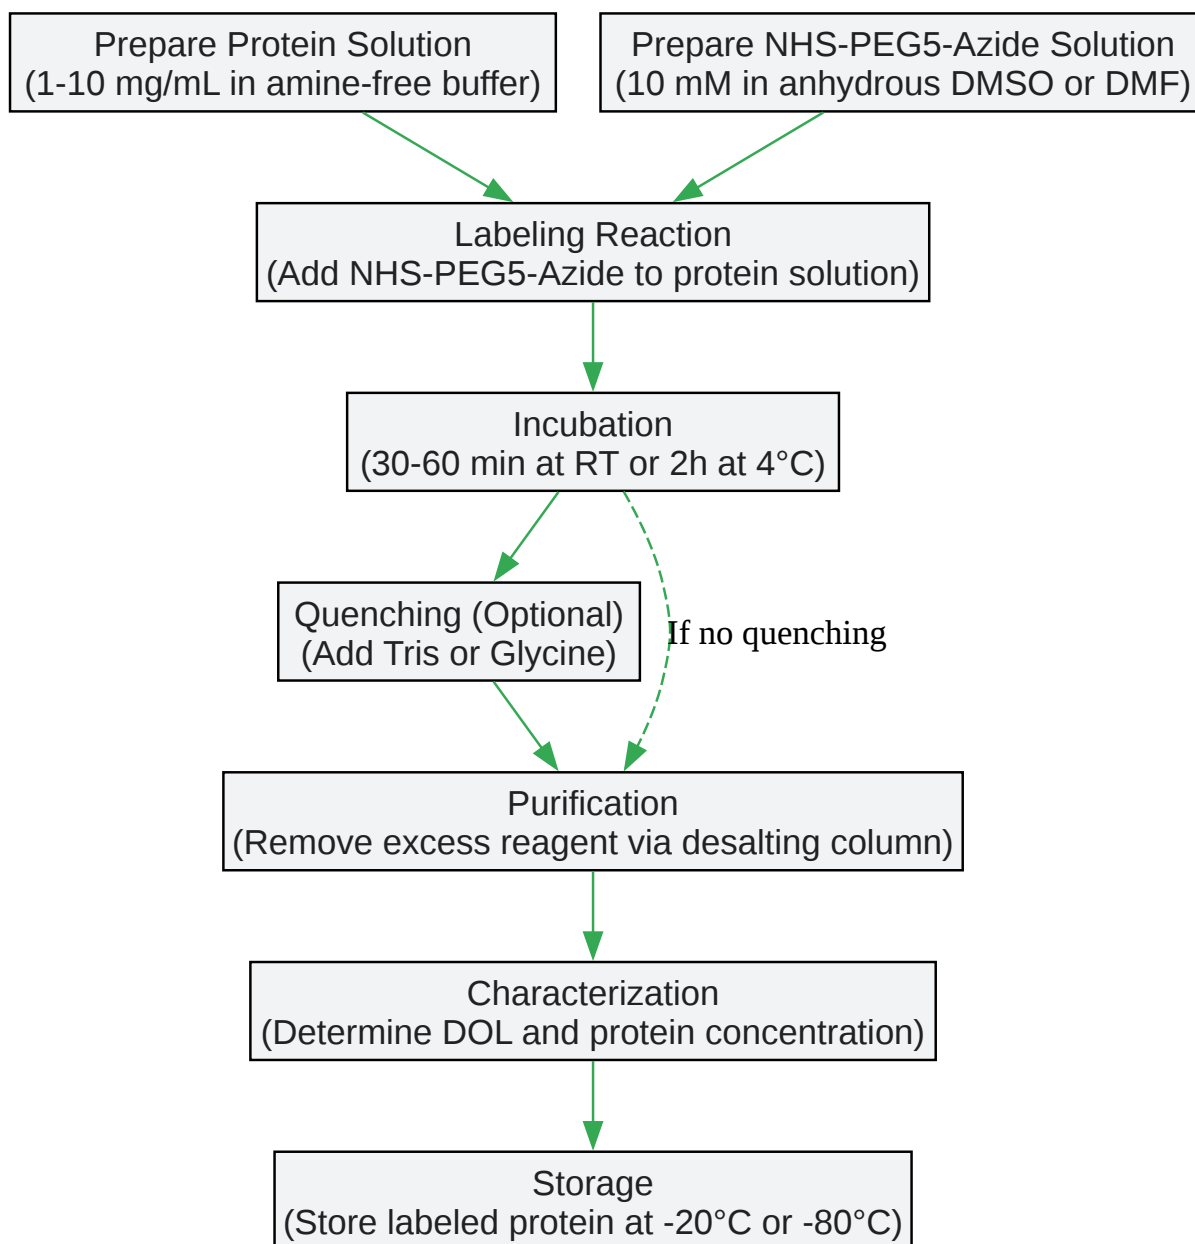 Prepare Protein Solution
(1-10 mg/mL in amine-free buffer)
Prepare NHS-PEG5-Azide Solution
(10 mM in anhydrous DMSO or DMF)
Labeling Reaction
(Add NHS-PEG5-Azide to protein solution)
Incubation
(30-60 min at RT or 2h at 4°C)
Quenching (Optional)
(Add Tris or Glycine)
If no quenching
Purification
(Remove excess reagent via desalting column)
Characterization
(Determine DOL and protein concentration)
Storage
(Store labeled protein at -20°C or -80°C)